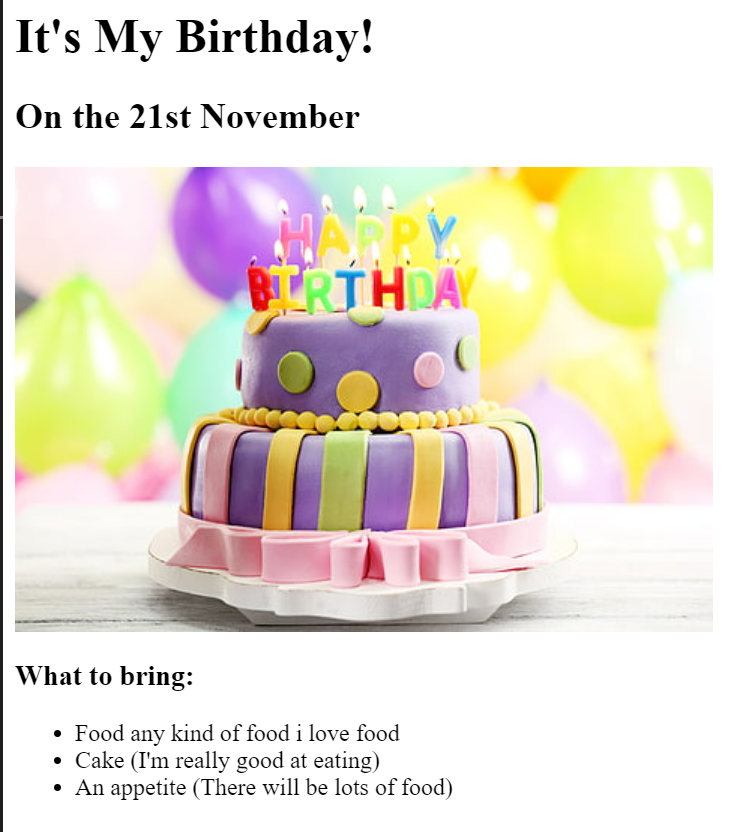 It's My Birthday!
On the 21st November
HAPPY
BIRTHDAY
What to bring:
Food any kind of food i love food
Cake (I'm really good at eating)
An appetite (There will be lots of food)